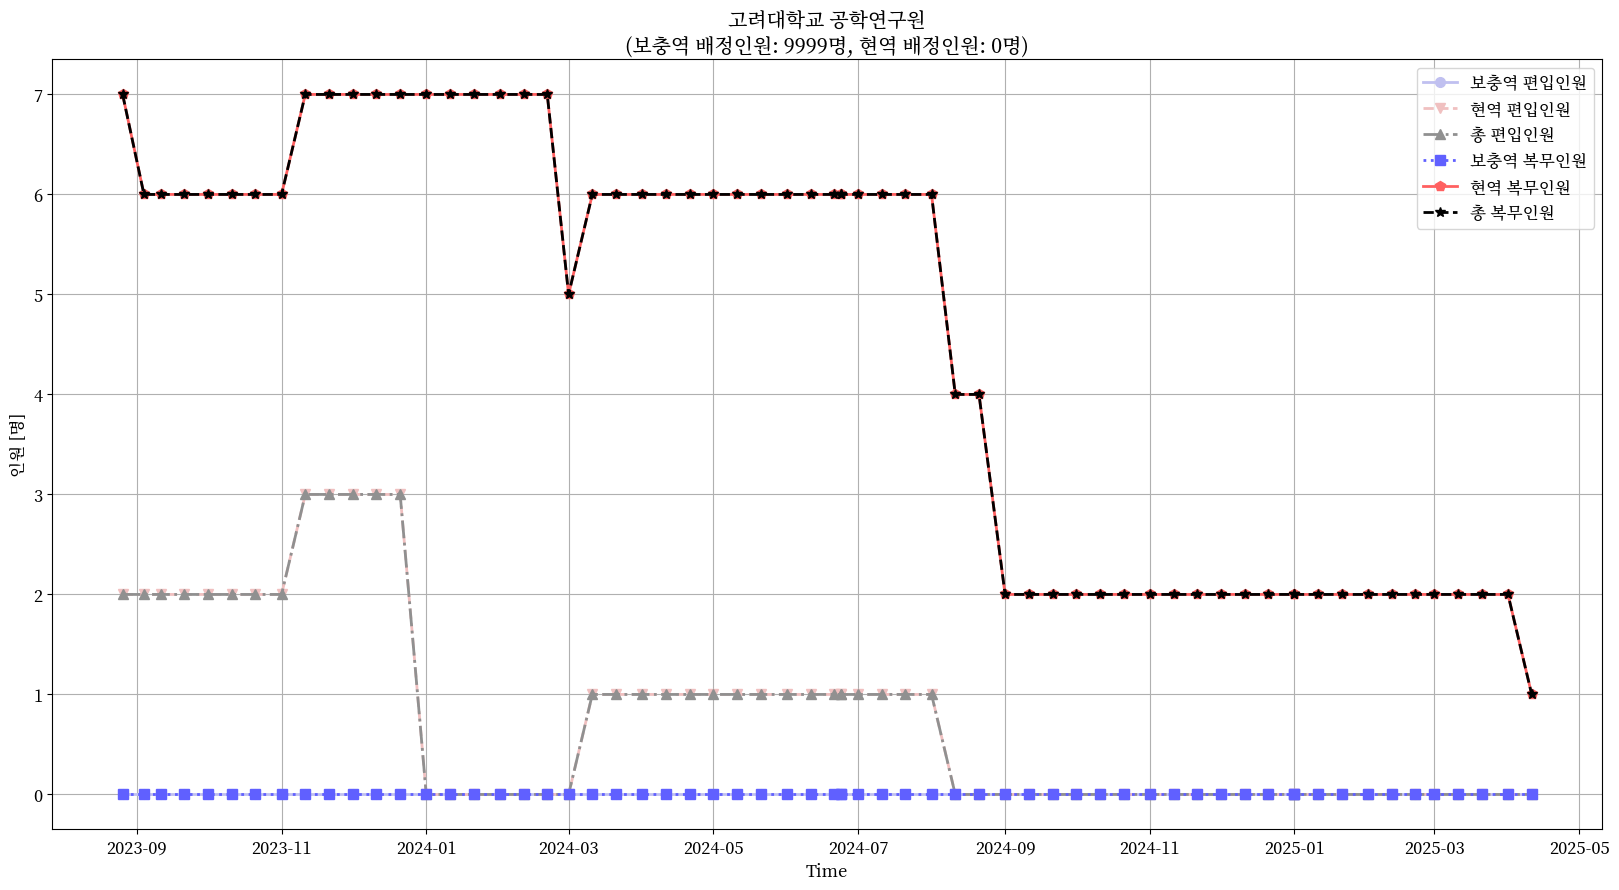 고려대학교 공학연구원
(보충역 배정인원: 9999명, 현역 배정인원: 0명)
보충역 편입인원
현역 편입인원
총 편입인원
보충역 복무인원
현역 복무인원
총 복무인원
7
6
5
4
3
2
1
0
인원 [명]
2023-09 2023-11 2024-01 2024-03 2024-05 2024-07 2024-09 2024-11 2025-01 2025-03 2025-05
Time